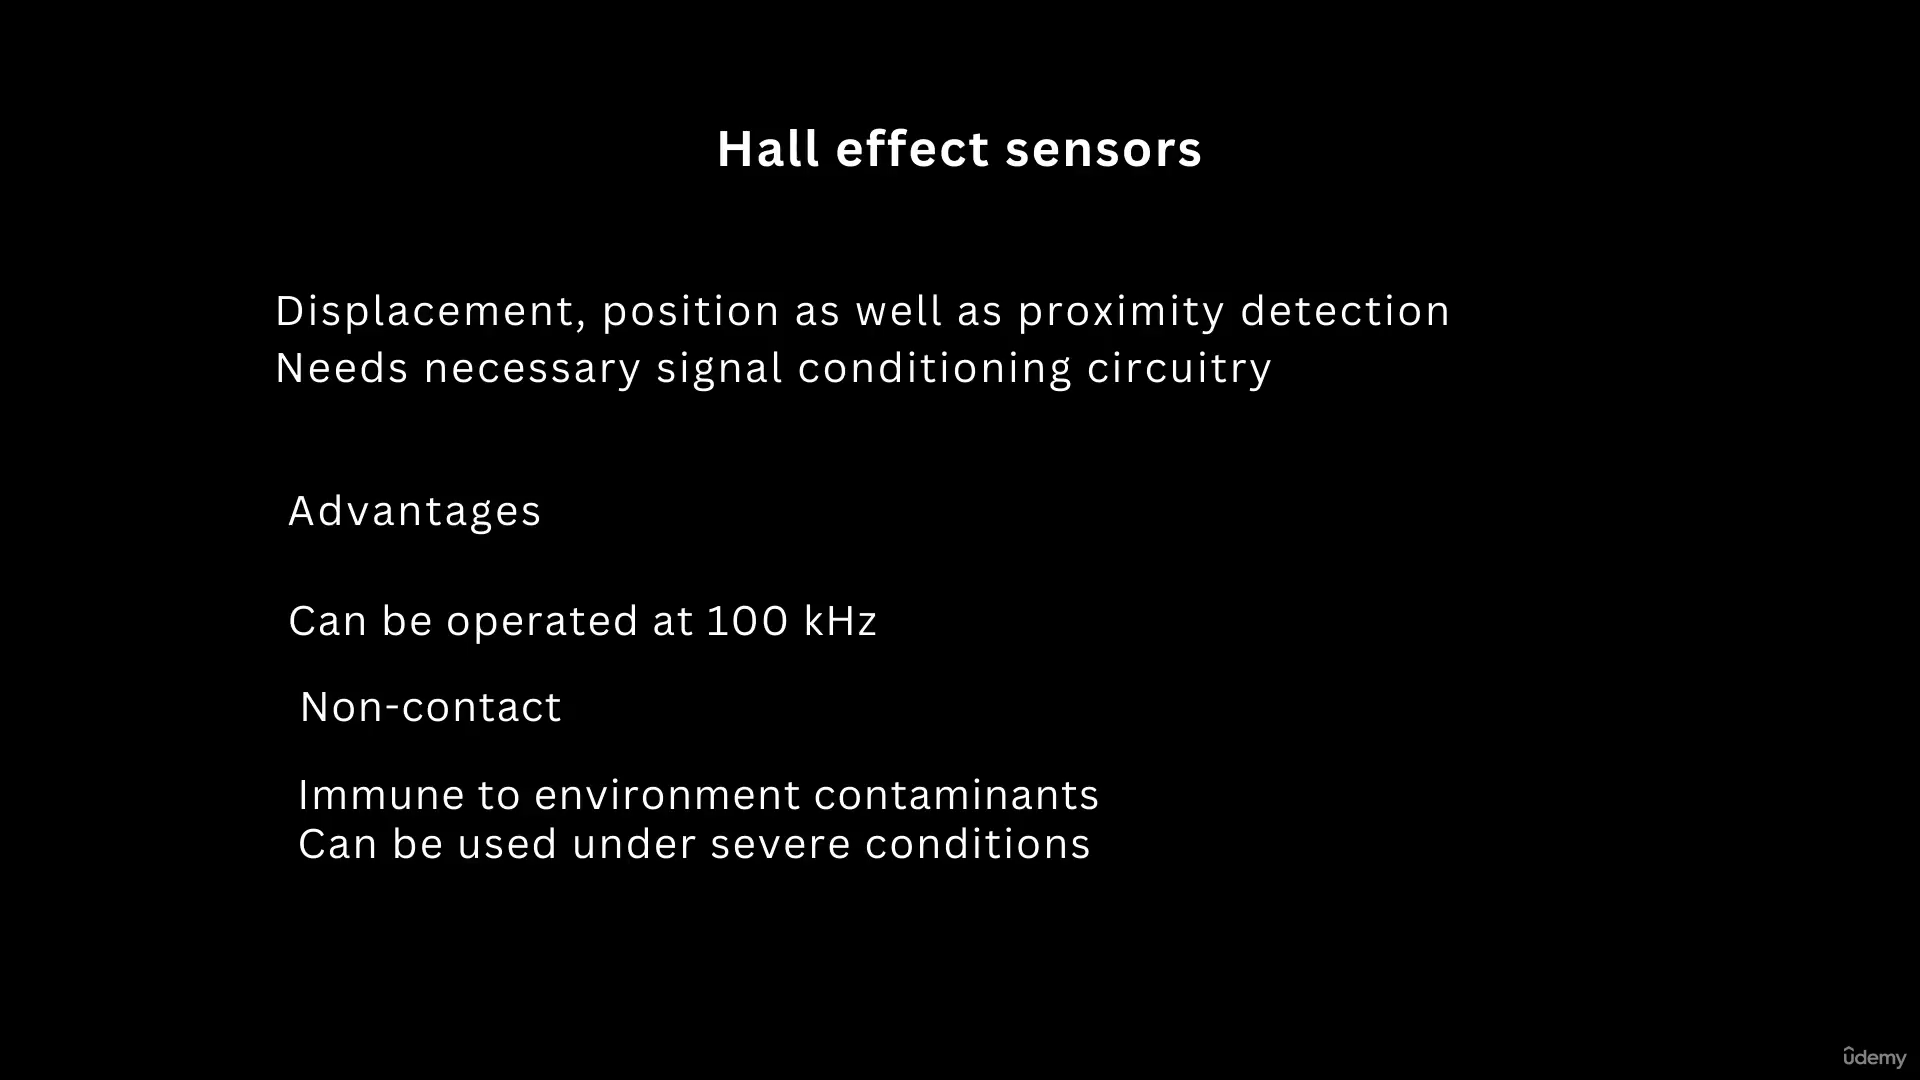 Hall effect sensors
Displacement, position as well as proximity detection
Needs necessary signal conditioning circuitry
Advantages
Can be operated at 100 kHz
Non-contact
Immune to environment contaminants
Can be used under severe conditions
ûdemy